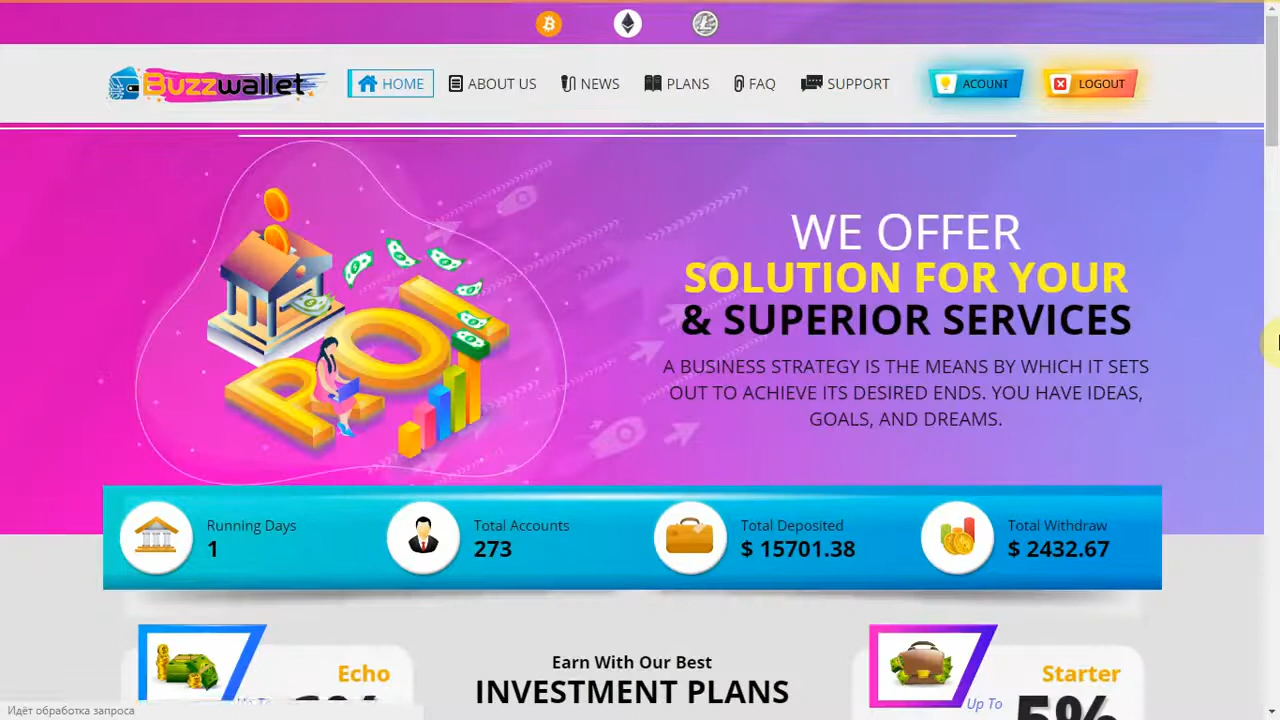 Buzzwallet
HOME
ABOUT US
NEWS
PLANS
FAQ
SUPPORT
ACOUNT
LOGOUT
ROI
WE OFFER
SOLUTION FOR YOUR
& SUPERIOR SERVICES
A BUSINESS STRATEGY IS THE MEANS BY WHICH IT SETS
OUT TO ACHIEVE ITS DESIRED ENDS. YOU HAVE IDEAS,
GOALS, AND DREAMS.
Running Days
1
Total Accounts
273
Total Deposited
$ 15701.38
Total Withdraw
$ 2432.67
Echo
Earn With Our Best
INVESTMENT PLANS
Starter
Up To
5%
Идёт обработка запроса